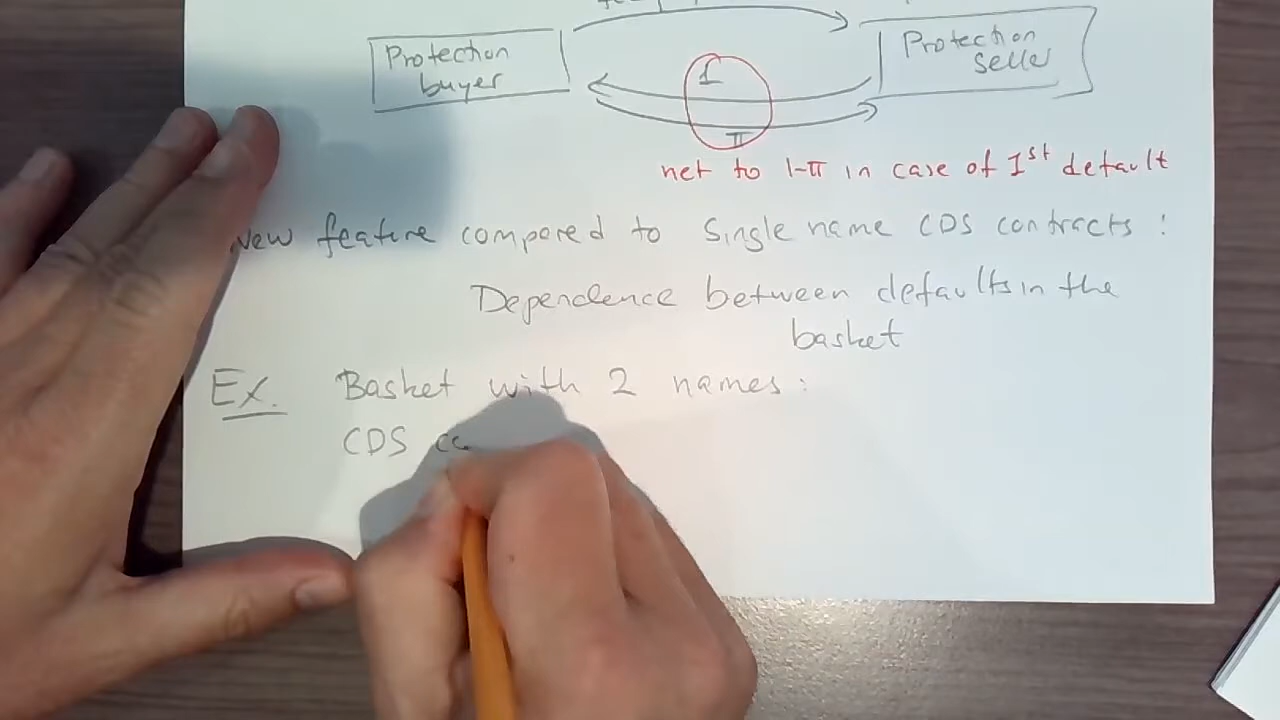 Protection
buyer
1
π
Protection
seller
net to 1-π in case of 1st default
New feature compared to single name CDS contracts :
Dependence between defaults in the
basket
Ex. Basket with 2 names :
CDS